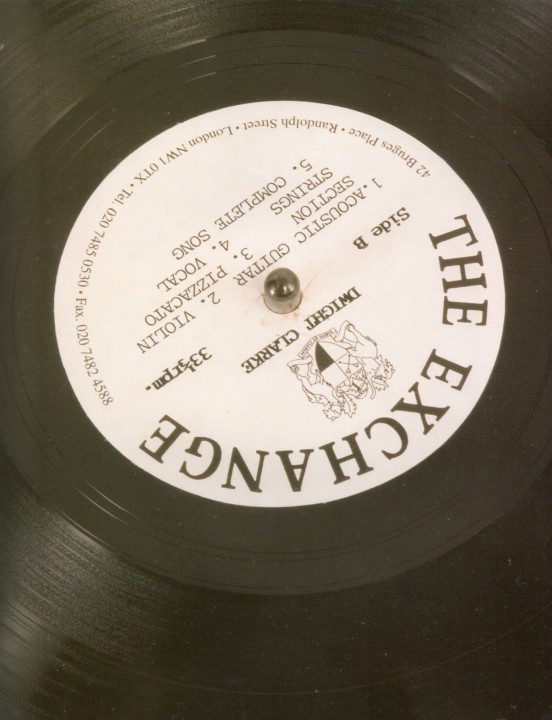 THE EXCHANGE
DWIGHT CLARKE
Side B 33⅓rpm.
1.ACOUSTIC GUITAR 2. VIOLIN
SECTION 3. PIZZACATO
STRINGS 4. VOCAL
5. COMPLETE SONG
42 Bruges Place • Randolph Street • London NW1 0TX • Tel. 020 7485 0530 • Fax. 020 7482 4588